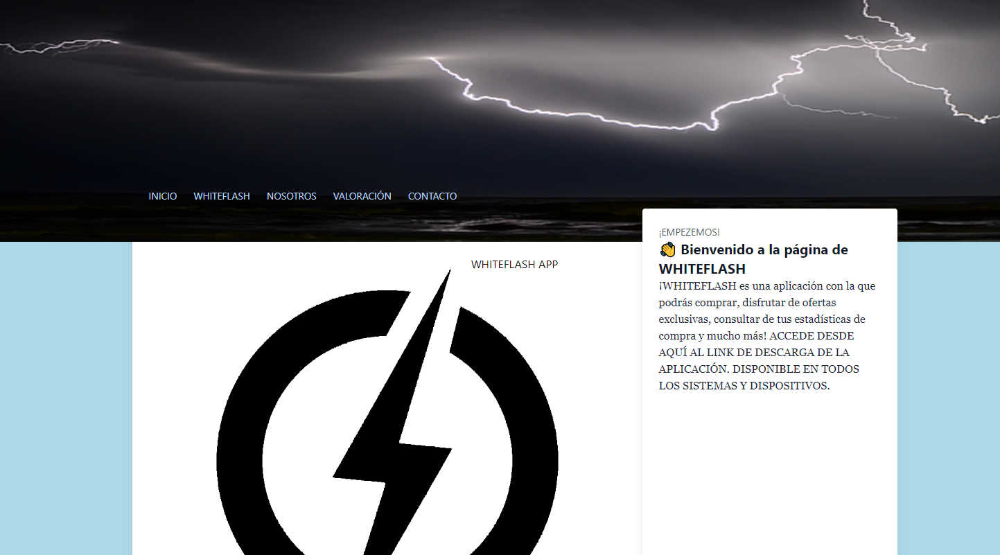 INICIO WHITEFLASH NOSOTROS VALORACIÓN CONTACTO
WHITEFLASH APP
¡EMPEZEMOS!
👏 Bienvenido a la página de
WHITEFLASH
¡WHITEFLASH es una aplicación con la que
podrás comprar, disfrutar de ofertas
exclusivas, consultar de tus estadísticas de
compra y mucho más! ACCEDE DESDE
AQUÍ AL LINK DE DESCARGA DE LA
APLICACIÓN. DISPONIBLE EN TODOS
LOS SISTEMAS Y DISPOSITIVOS.